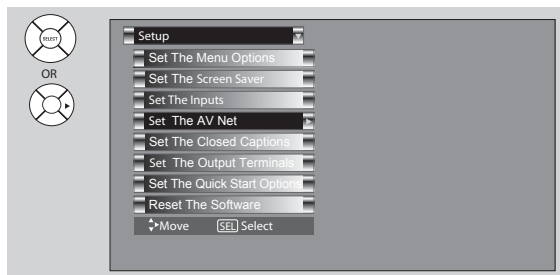 SELECT
OR
Setup
Set The Menu Options
Set The Screen Saver
Set The Inputs
Set The AV Net
Set The Closed Captions
Set The Output Terminals
Set The Quick Start Options
Reset The Software
Move SEL Select